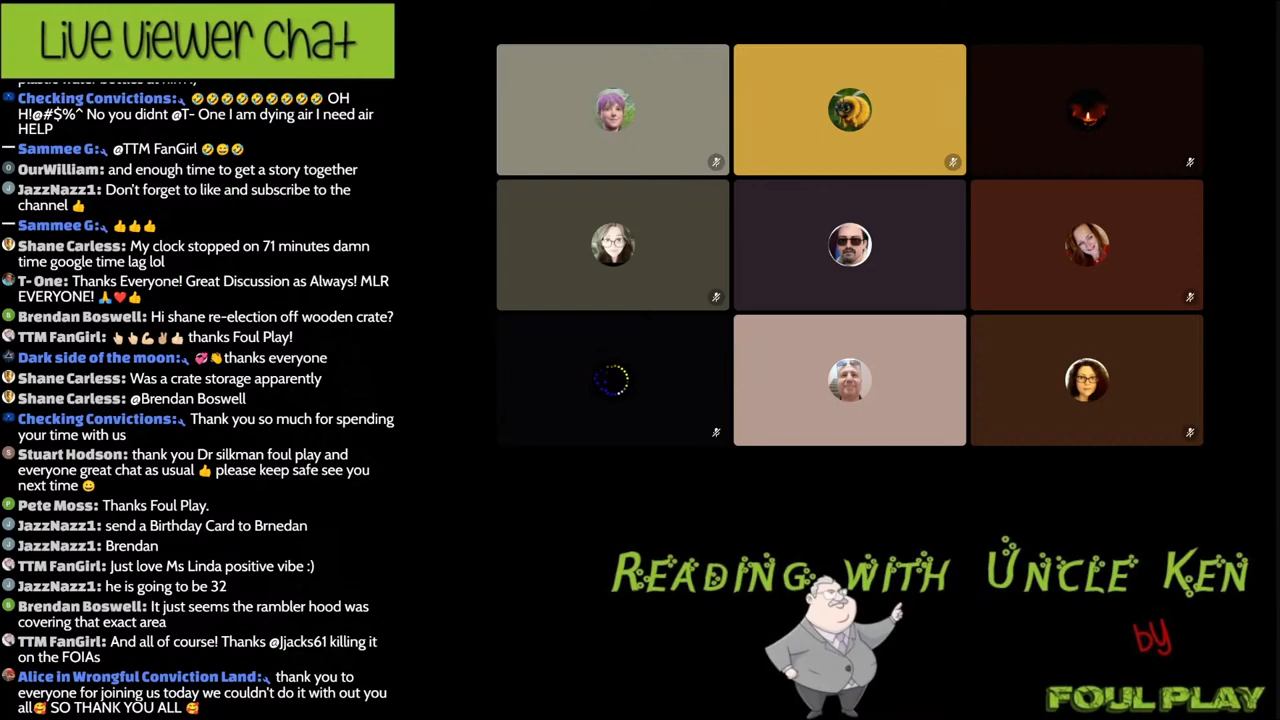 Live Viewer Chat
Checking Convictions: 🤣🤣🤣🤣🤣🤣🤣🤣🤣 OH
H!@#$%^ No you didnt @T- One I am dying air I need air
HELP
Sammee G: @TTM FanGirl 🤣😅🤣
OurWilliam: and enough time to get a story together
JazzNazz1: Don't forget to like and subscribe to the
channel 👍
Sammee G: 👍👍👍
Shane Carless: My clock stopped on 71 minutes damn
time google time lag lol
T- One: Thanks Everyone! Great Discussion as Always! MLR
EVERYONE! 🙏❤️👍
Brendan Boswell: Hi shane re-election off wooden crate?
TTM FanGirl: 👆🏻👆🏻💪🏻✌🏻👍🏻 thanks Foul Play!
Dark side of the moon: 💞👏thanks everyone
Shane Carless: Was a crate storage apparently
Shane Carless: @Brendan Boswell
Checking Convictions: Thank you so much for spending
your time with us
Stuart Hodson: thank you Dr silkman foul play and
everyone great chat as usual 👍 please keep safe see you
next time 😀
Pete Moss: Thanks Foul Play.
JazzNazz1: send a Birthday Card to Brnedan
JazzNazz1: Brendan
TTM FanGirl: Just love Ms Linda positive vibe :)
JazzNazz1: he is going to be 32
Brendan Boswell: It just seems the rambler hood was
covering that exact area
TTM FanGirl: And all of course! Thanks @Jjacks61 killing it
on the FOIAs
Alice in Wrongful Conviction Land: thank you to
everyone for joining us today we couldn't do it with out you
all🥰 SO THANK YOU ALL 🥰
Reading with Uncle Ken
by
FOUL PLAY